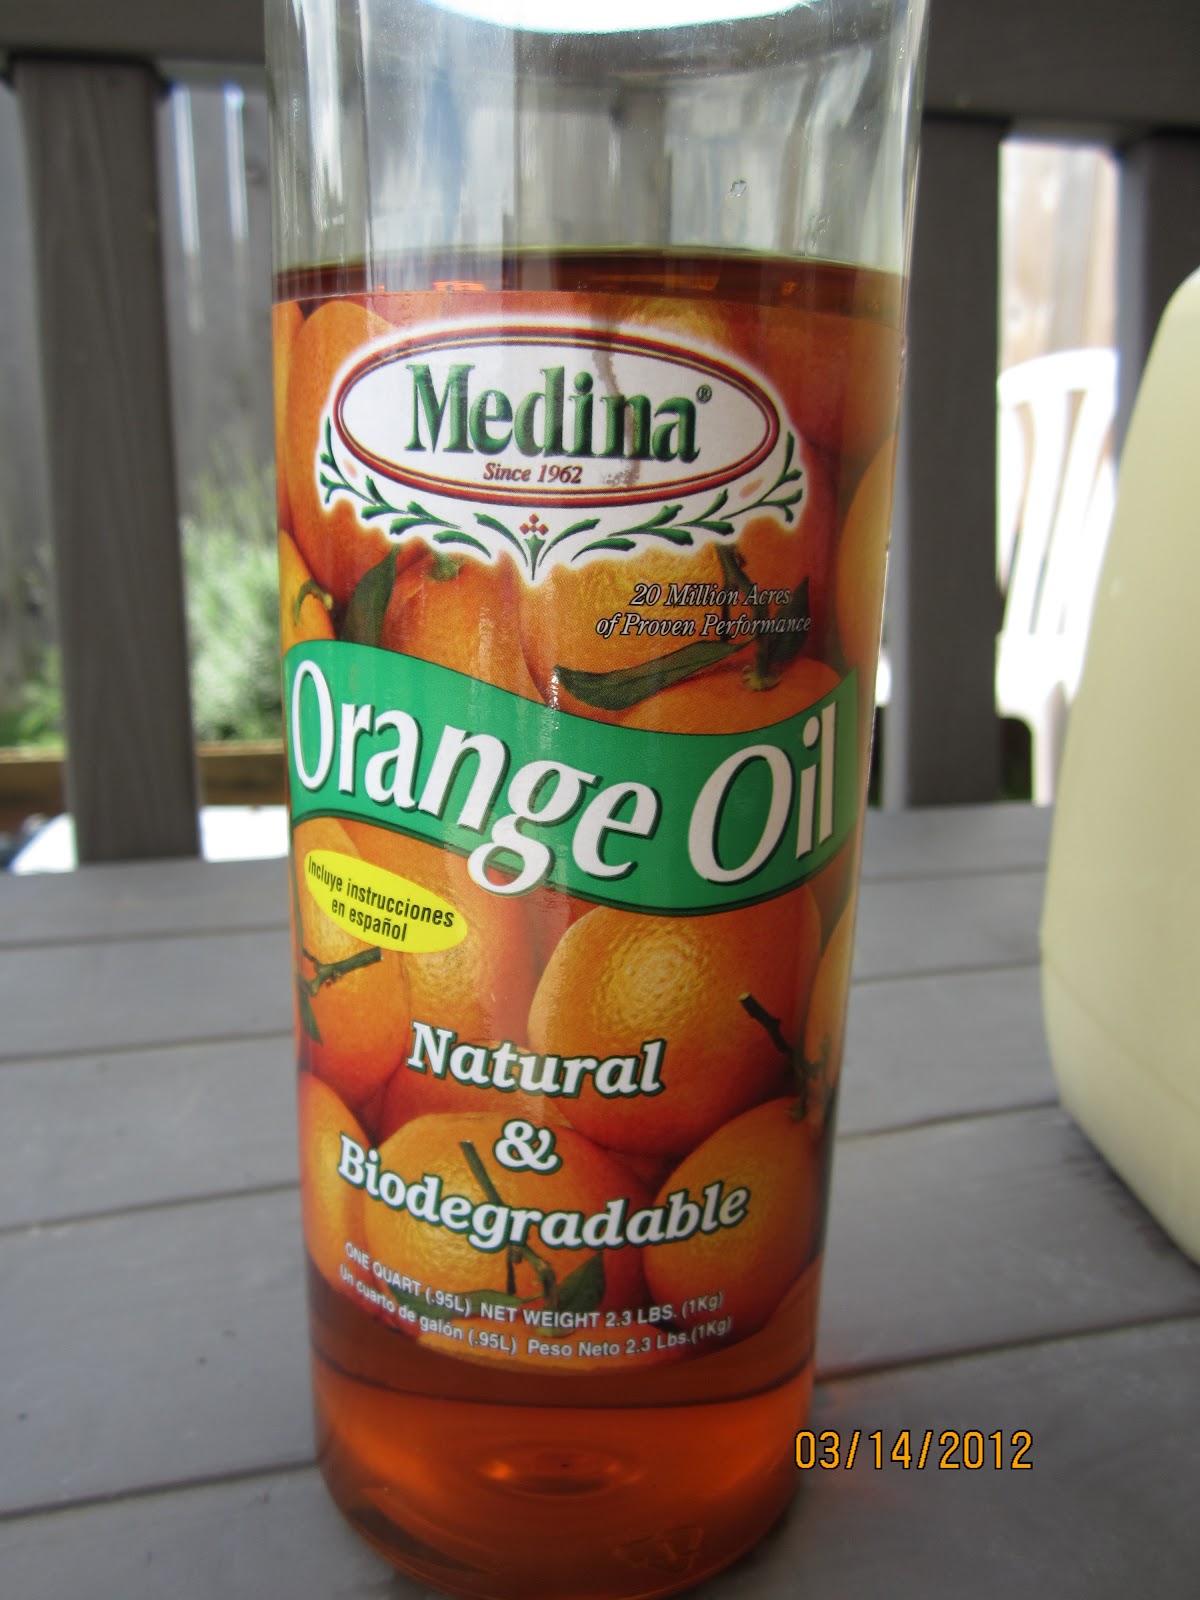 Medina®
Since 1962
20 Million Acres
of Proven Performance
Orange Oil
Incluye instrucciones
en español
Natural
&
Biodegradable
ONE QUART (.95L) NET WEIGHT 2.3 LBS. (1Kg)
Un cuarto de galón (.95L) Peso Neto 2.3 Lbs.(1Kg)
03/14/2012